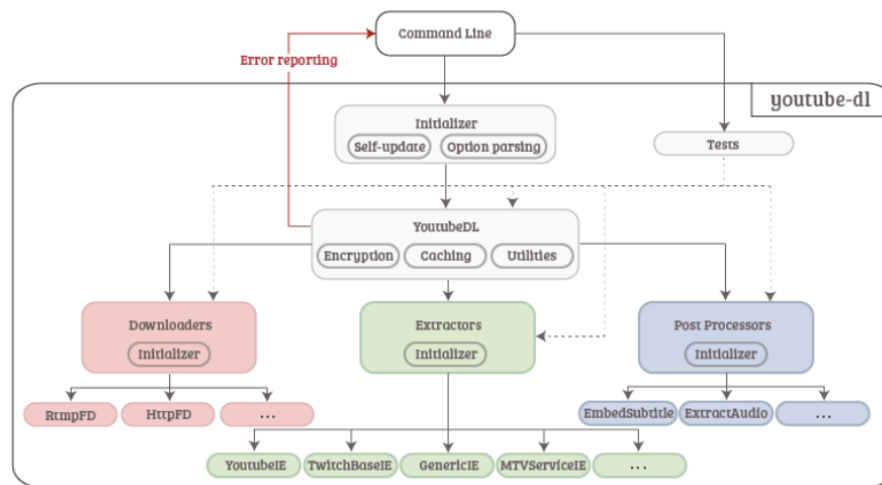 Command Line
Error reporting
youtube-dl
Initializer
Self-update
Option parsing
Tests
YoutubeDL
Encryption
Caching
Utilities
Downloaders
Initializer
Extractors
Initializer
Post Processors
Initializer
RtmpFD
HttpFD
...
EmbedSubtitle
ExtractAudio
...
YoutubeIE
TwitchBaseIE
GenericIE
MTVServiceIE
...